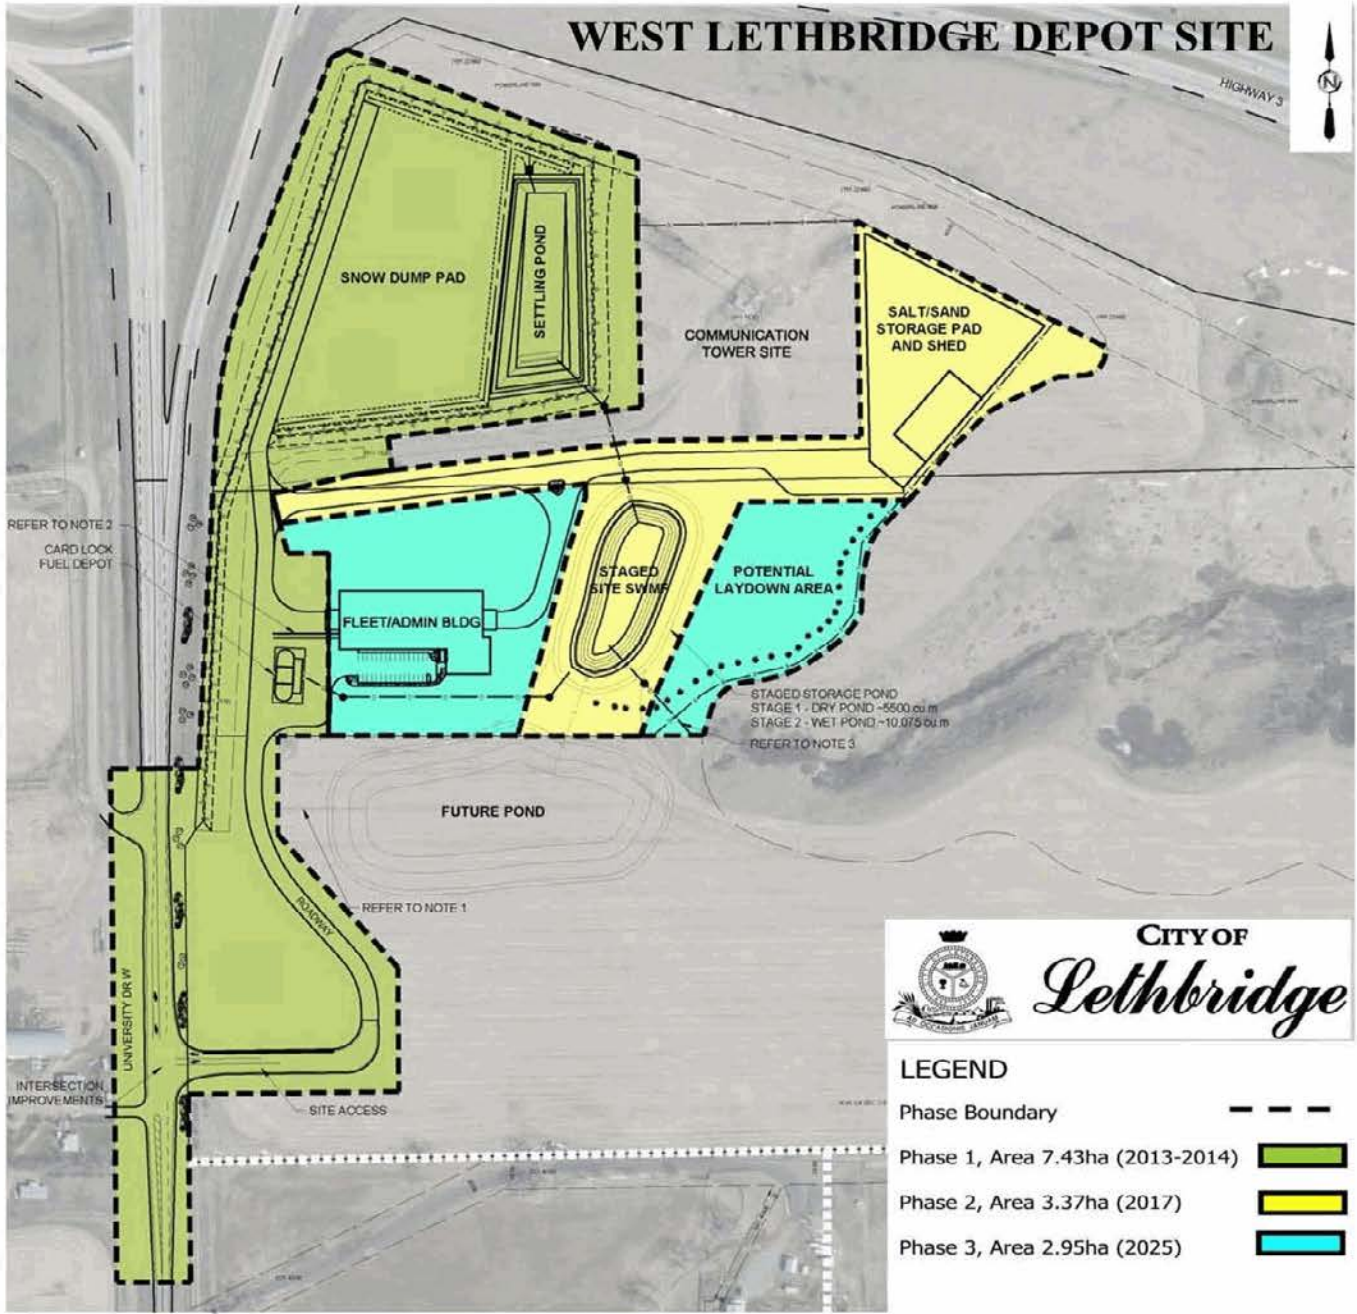 WEST LETHBRIDGE DEPOT SITE
HIGHWAY 3
N
SNOW DUMP PAD
SETTLING POND
COMMUNICATION
TOWER SITE
SALT/SAND
STORAGE PAD
AND SHED
REFER TO NOTE 2
CARD LOCK
FUEL DEPOT
FLEET/ADMIN BLDG
STAGED
SITE SWMF
POTENTIAL
LAYDOWN AREA
STAGED STORAGE POND
STAGE 1 - DRY POND ~5500 cu.m
STAGE 2 - WET POND ~10,075 cu.m
REFER TO NOTE 3
FUTURE POND
REFER TO NOTE 1
ROADWAY
UNIVERSITY DR W
INTERSECTION
IMPROVEMENTS
SITE ACCESS
CITY OF
Lethbridge
LEGEND
Phase Boundary
Phase 1, Area 7.43ha (2013-2014)
Phase 2, Area 3.37ha (2017)
Phase 3, Area 2.95ha (2025)